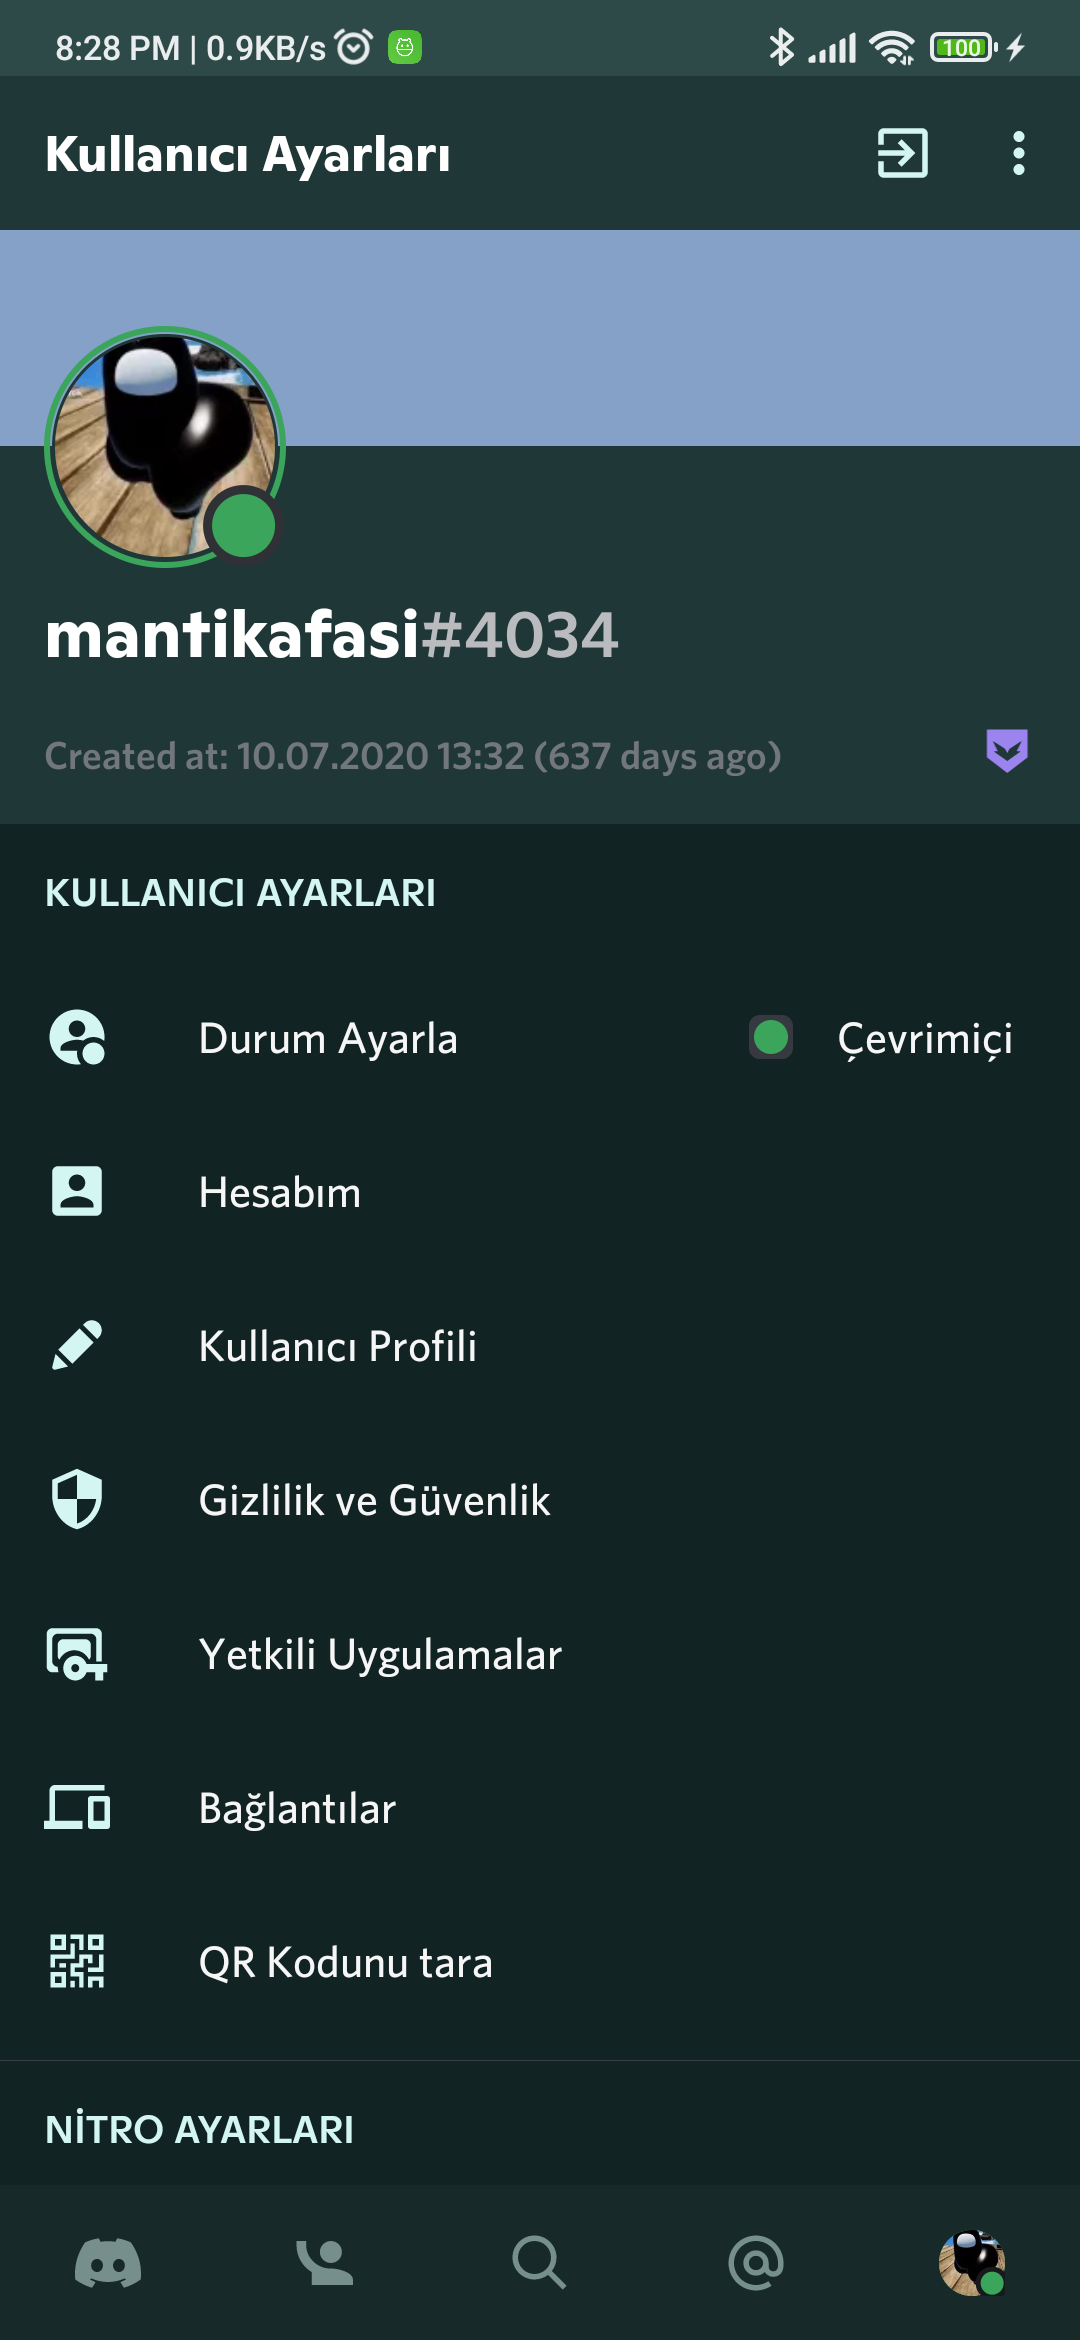 8:28 PM | 0.9KB/s
100
Kullanıcı Ayarları
mantikafasi#4034
Created at: 10.07.2020 13:32 (637 days ago)
KULLANICI AYARLARI
Durum Ayarla
Çevrimiçi
Hesabım
Kullanıcı Profili
Gizlilik ve Güvenlik
Yetkili Uygulamalar
Bağlantılar
QR Kodunu tara
NİTRO AYARLARI